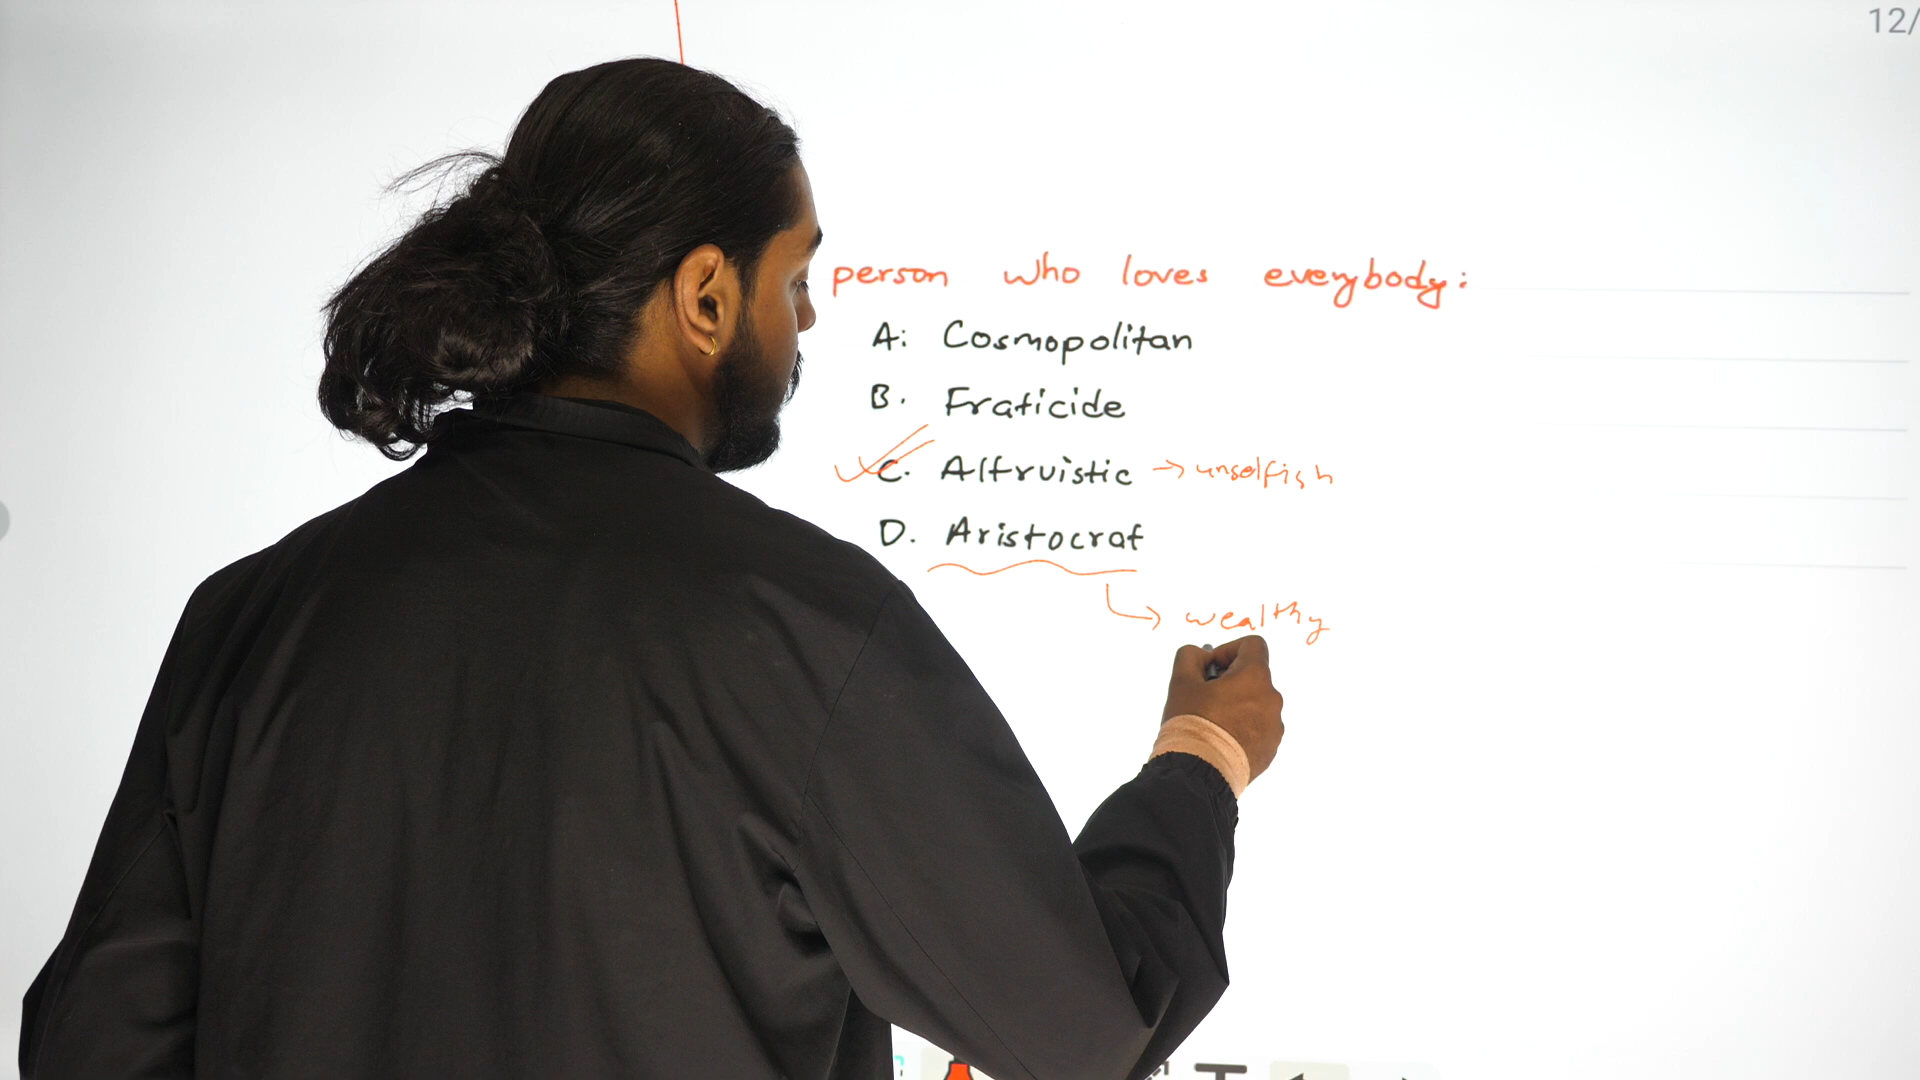 12/
person who loves everybody:
A: Cosmopolitan
B. Fraticide
C. Altruistic → unselfish
D. Aristocrat
→ wealthy